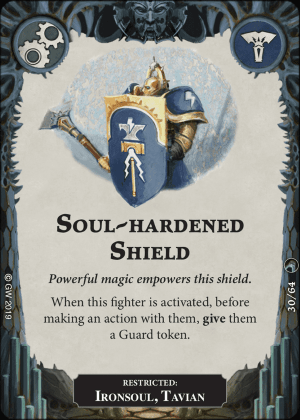 SOUL-HARDENED
SHIELD
Powerful magic empowers this shield.
When this fighter is activated, before
making an action with them, give them
a Guard token.
RESTRICTED:
IRONSOUL, TAVIAN
© GW 2019
30/64